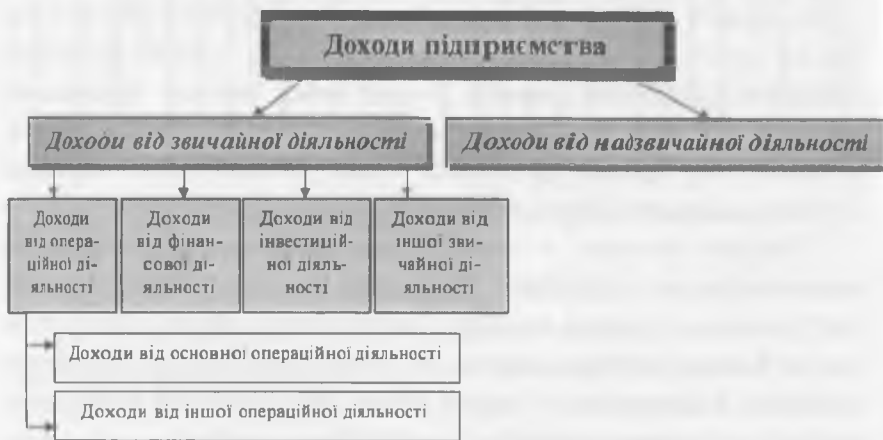 Доходи підприємства
Доходи від звичайної діяльності
Доходи від надзвичайної діяльності
Доходи
від опера-
ційної ді-
яльності
Доходи
від фінан-
сової ді-
яльності
Доходи від
інвестицій-
ної діяль-
ності
Доходи від
іншої зви-
чайної ді-
яльності
Доходи від основної операційної діяльності
Доходи від іншої операційної діяльності